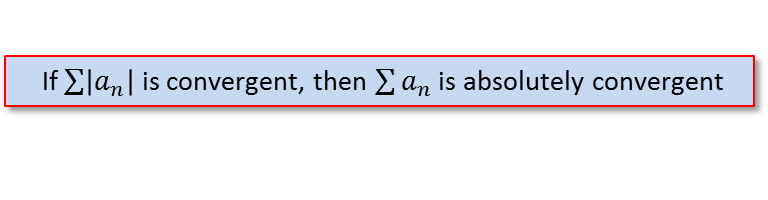 If ∑|aₙ| is convergent, then ∑ aₙ is absolutely convergent